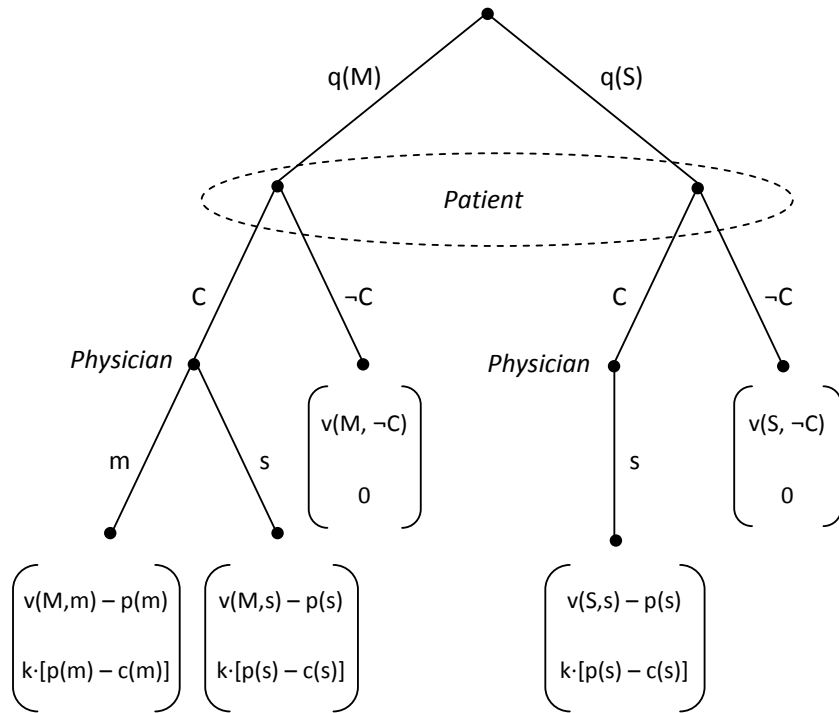 q(M) q(S)
Patient
C ¬C C ¬C
Physician Physician
v(M, ¬C) v(S, ¬C)
m s s
0 0
v(M,m) – p(m) v(M,s) – p(s) v(S,s) – p(s)
k·[p(m) – c(m)] k·[p(s) – c(s)] k·[p(s) – c(s)]